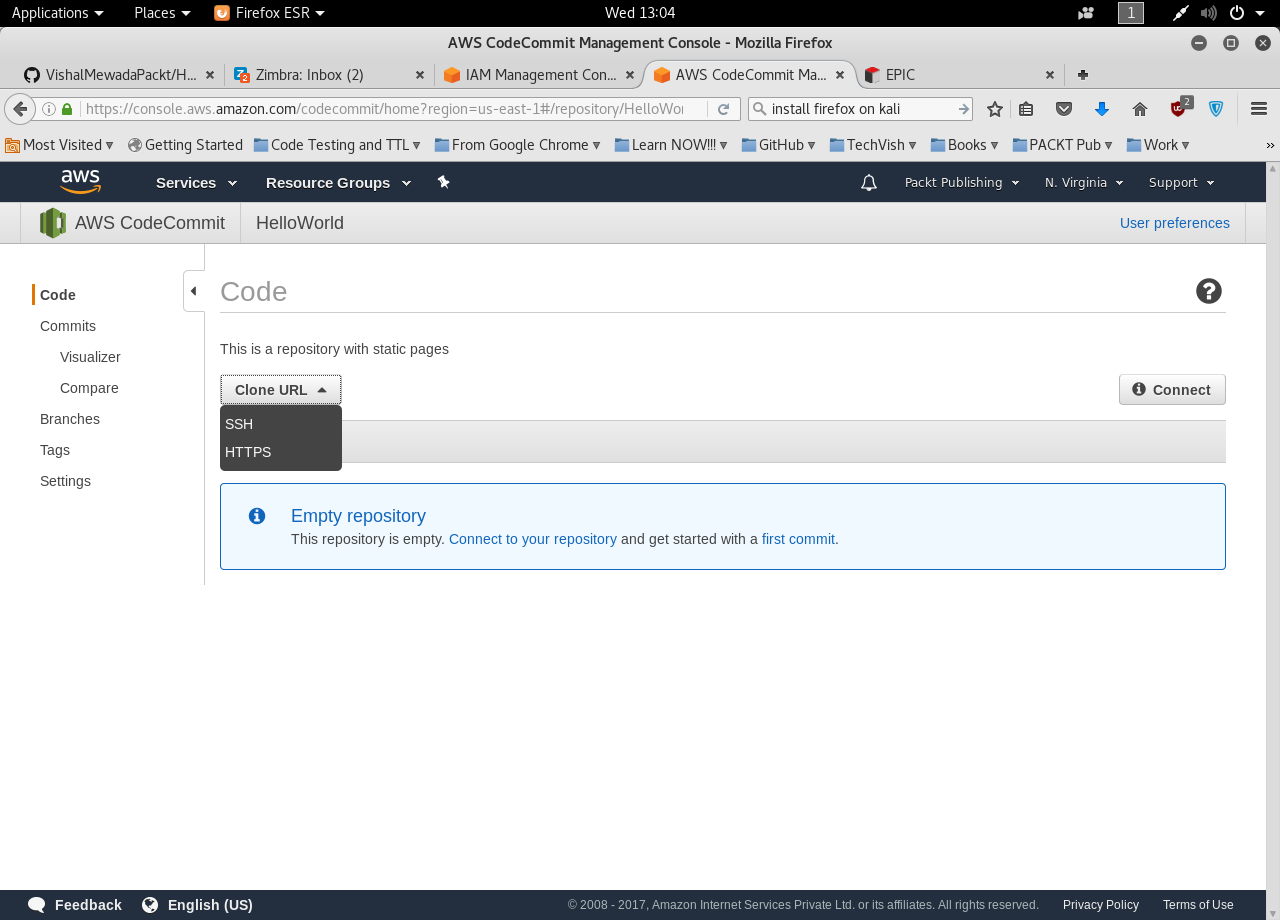 Applications Places Firefox ESR Wed 13:04 1
AWS CodeCommit Management Console - Mozilla Firefox
VishalMewadaPackt/H... Zimbra: Inbox (2) IAM Management Con... AWS CodeCommit Ma... EPIC
https://console.aws.amazon.com/codecommit/home?region=us-east-1#/repository/HelloWor install firefox on kali 2
Most Visited Getting Started Code Testing and TTL From Google Chrome Learn NOW!!! GitHub TechVish Books PACKT Pub Work »
aws Services Resource Groups Packt Publishing N. Virginia Support
AWS CodeCommit HelloWorld User preferences
Code
Commits
Visualizer
Compare
Branches
Tags
Settings
Code
This is a repository with static pages
Clone URL Connect
SSH
HTTPS
Empty repository
This repository is empty. Connect to your repository and get started with a first commit.
Feedback English (US) © 2008 - 2017, Amazon Internet Services Private Ltd. or its affiliates. All rights reserved. Privacy Policy Terms of Use